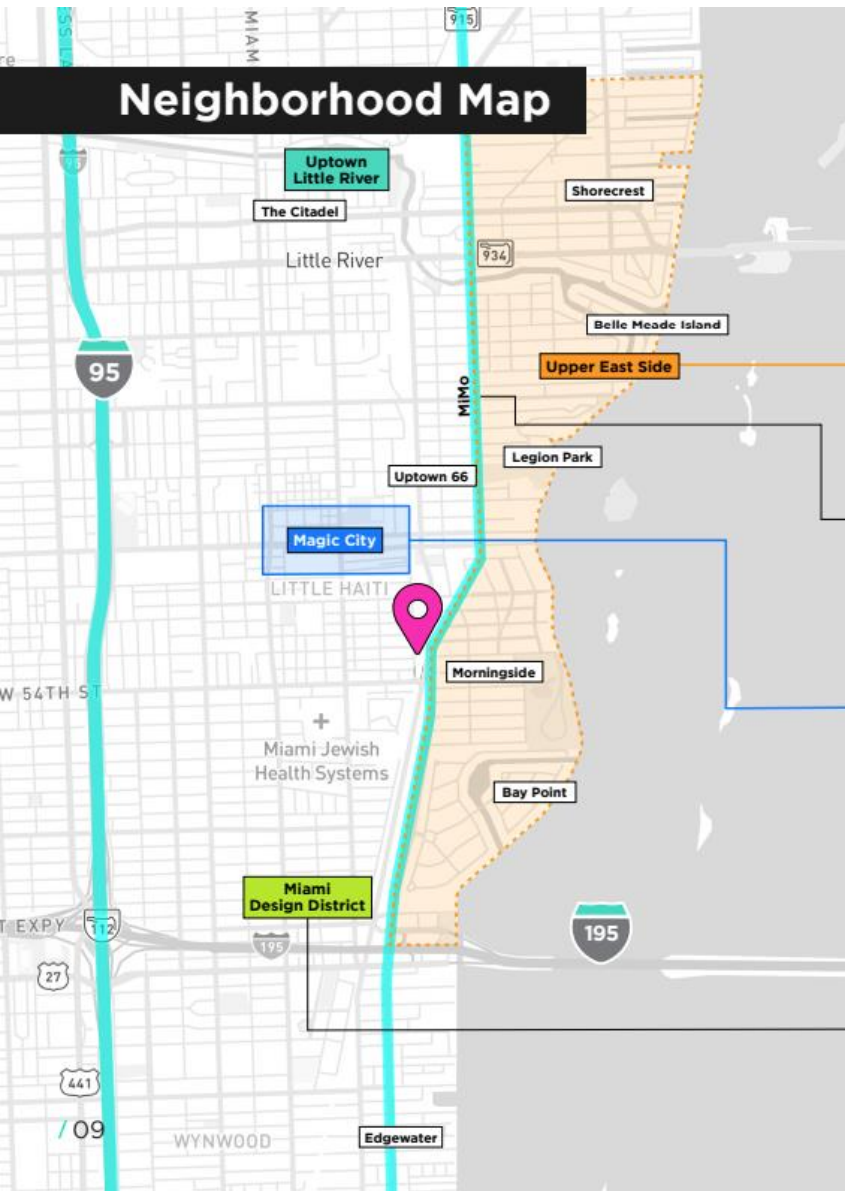 915
MIAM
Neighborhood Map
95
Uptown
Little River
Shorecrest
The Citadel
934
Little River
Belle Meade Island
95
Upper East Side
MiMo
Legion Park
Uptown 66
Magic City
LITTLE HAITI
Morningside
W 54TH ST
Miami Jewish
Health Systems
Bay Point
Miami
Design District
T EXPY
112
195
195
27
441
/ 09
WYNWOOD
Edgewater